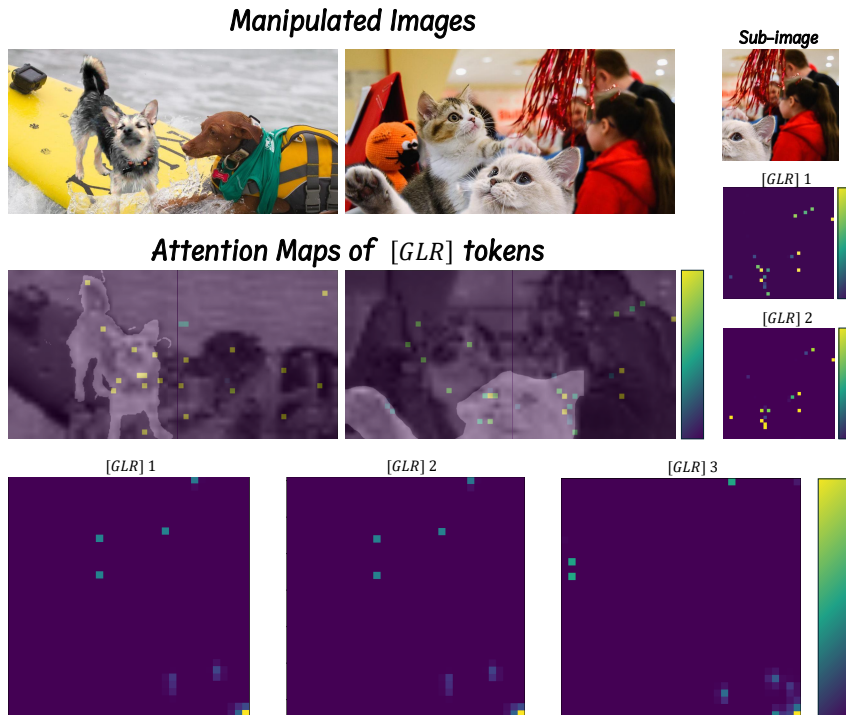 Manipulated Images
Sub-image
[GLR] 1
Attention Maps of [GLR] tokens
[GLR] 2
[GLR] 1
[GLR] 2
[GLR] 3